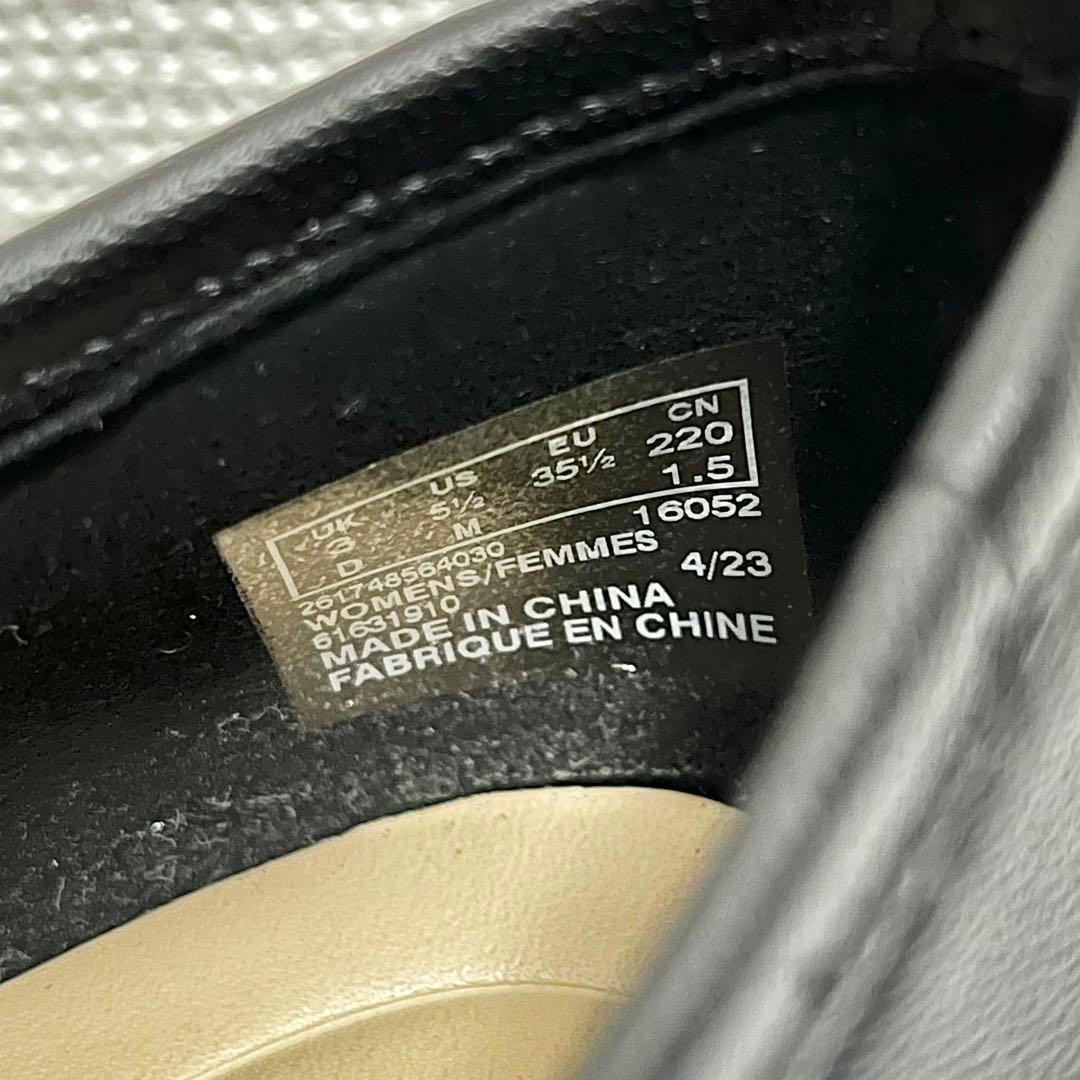 UK US EU CN
3 5½ 35½ 220
D M 1.5
261748564030 16052
WOMENS/FEMMES
61631910 4/23
MADE IN CHINA
FABRIQUE EN CHINE